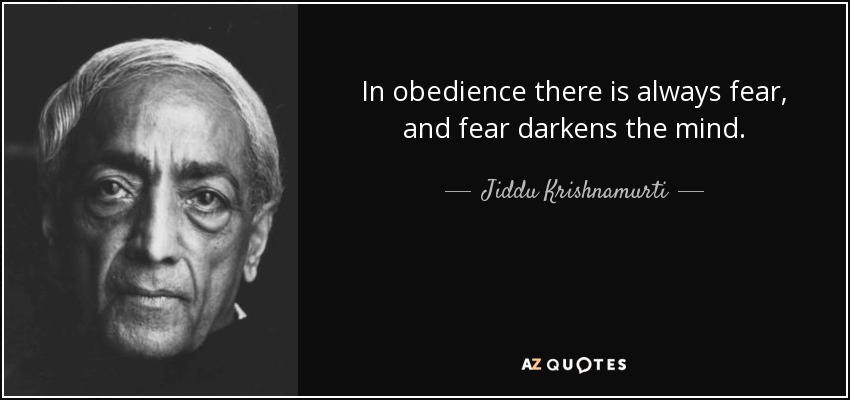 In obedience there is always fear,
and fear darkens the mind.
Jiddu Krishnamurti
AZ QUOTES